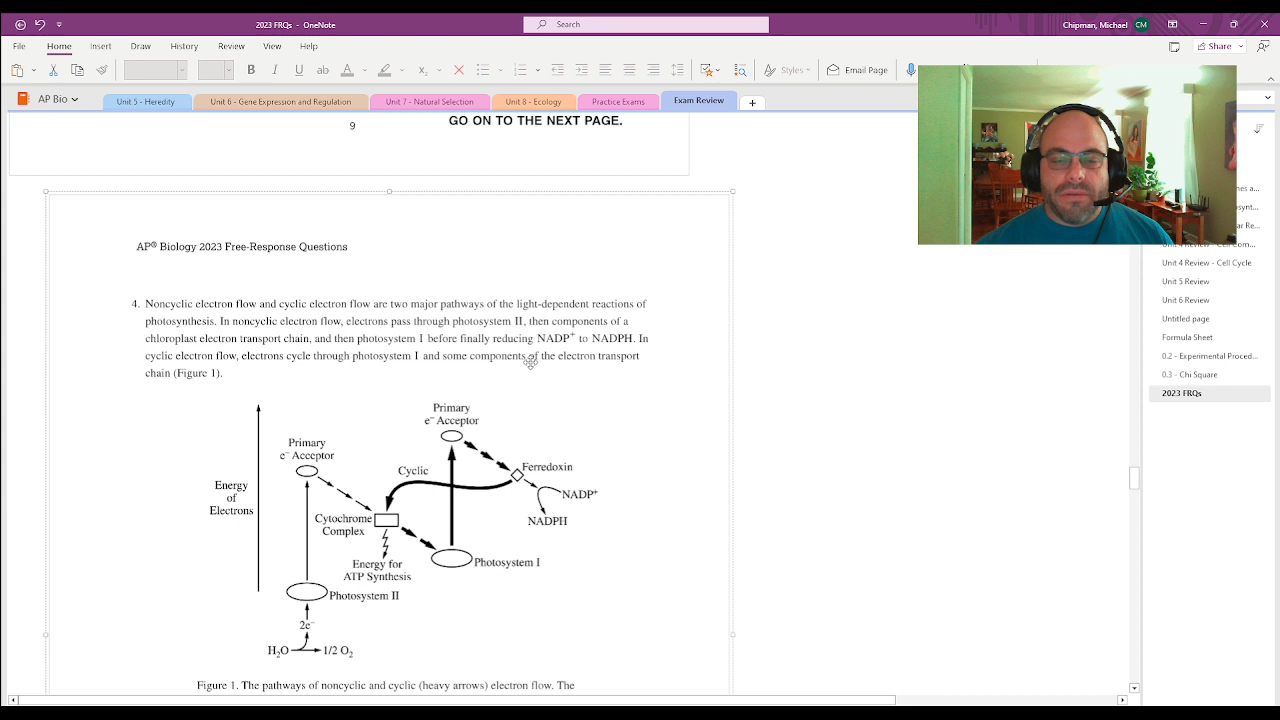 2023 FRQs - OneNote
Search
Chipman, Michael
CM
File
Home
Insert
Draw
History
Review
View
Help
Share
B
I
U
ab
A
Styles
Email Page
AP Bio
Unit 5 - Heredity
Unit 6 - Gene Expression and Regulation
Unit 7 - Natural Selection
Unit 8 - Ecology
Practice Exams
Exam Review
9
GO ON TO THE NEXT PAGE.
AP® Biology 2023 Free-Response Questions
4. Noncyclic electron flow and cyclic electron flow are two major pathways of the light-dependent reactions of
photosynthesis. In noncyclic electron flow, electrons pass through photosystem II, then components of a
chloroplast electron transport chain, and then photosystem I before finally reducing NADP⁺ to NADPH. In
cyclic electron flow, electrons cycle through photosystem I and some components of the electron transport
chain (Figure 1).
Primary
e⁻ Acceptor
Primary
e⁻ Acceptor
Cyclic
Ferredoxin
Energy
of
Electrons
NADP⁺
NADPH
Cytochrome
Complex
Energy for
ATP Synthesis
Photosystem I
Photosystem II
2e⁻
H₂O
1/2 O₂
Figure 1. The pathways of noncyclic and cyclic (heavy arrows) electron flow. The
Unit 4 Review - Cell Cycle
Unit 5 Review
Unit 6 Review
Untitled page
Formula Sheet
0.2 - Experimental Proced...
0.3 - Chi Square
2023 FRQs